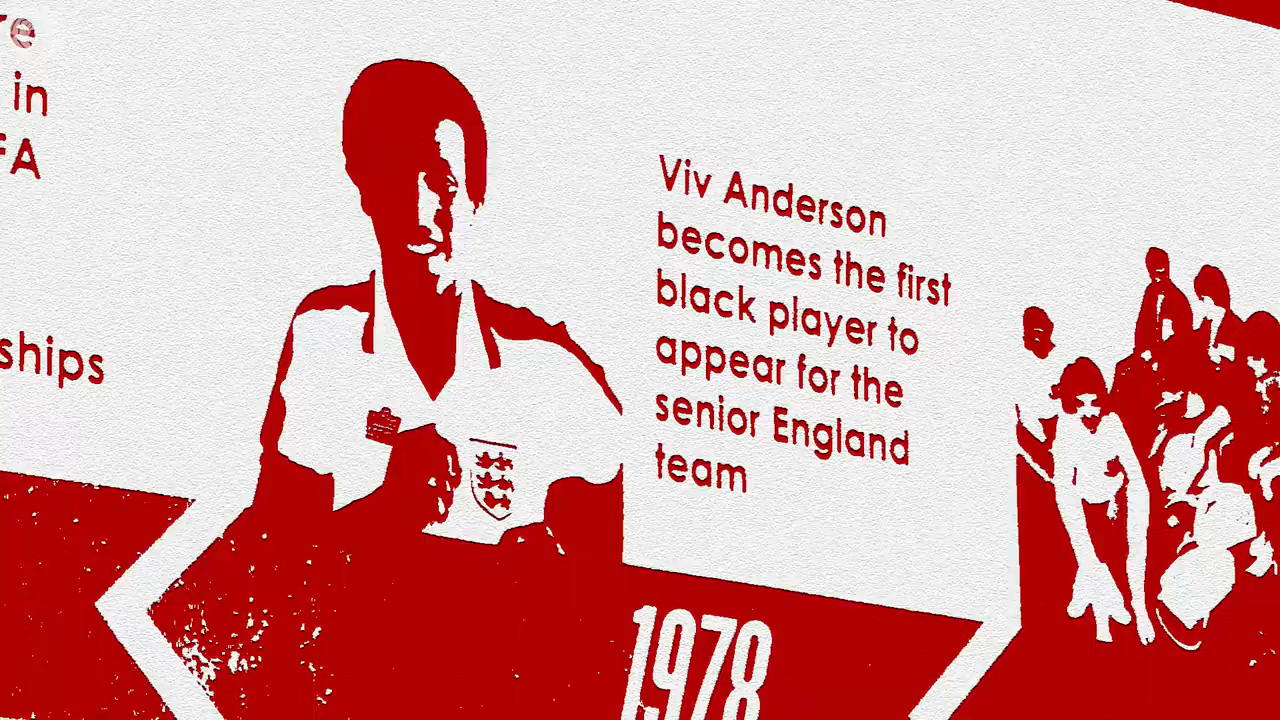 in
FA
ships
Viv Anderson
becomes the first
black player to
appear for the
senior England
team
1978